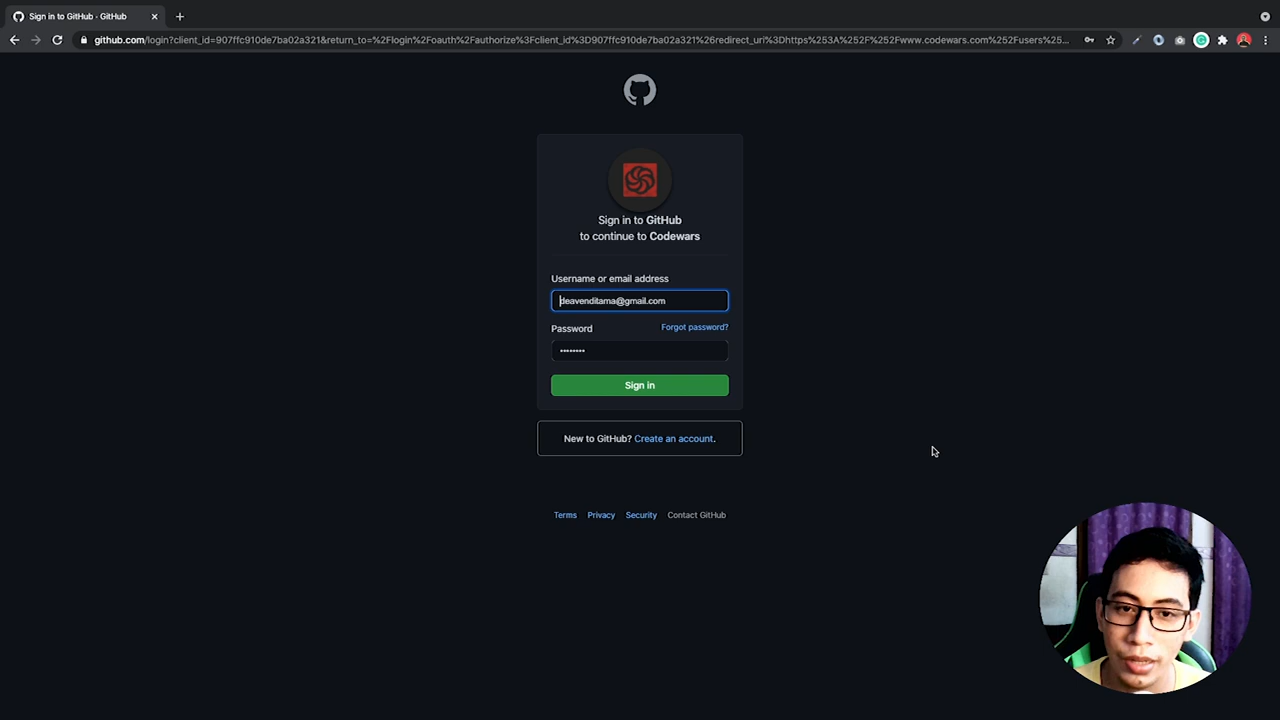 Sign in to GitHub · GitHub
github.com/login?client_id=907ffc910de7ba02a321&return_to=%2Flogin%2Foauth%2Fauthorize%3Fclient_id%3D907ffc910de7ba02a321%26redirect_uri%3Dhttps%253A%252F%252Fwww.codewars.com%252Fusers%25...
Sign in to GitHub
to continue to Codewars
Username or email address
deavenditama@gmail.com
Password Forgot password?
••••••••
Sign in
New to GitHub? Create an account.
Terms Privacy Security Contact GitHub